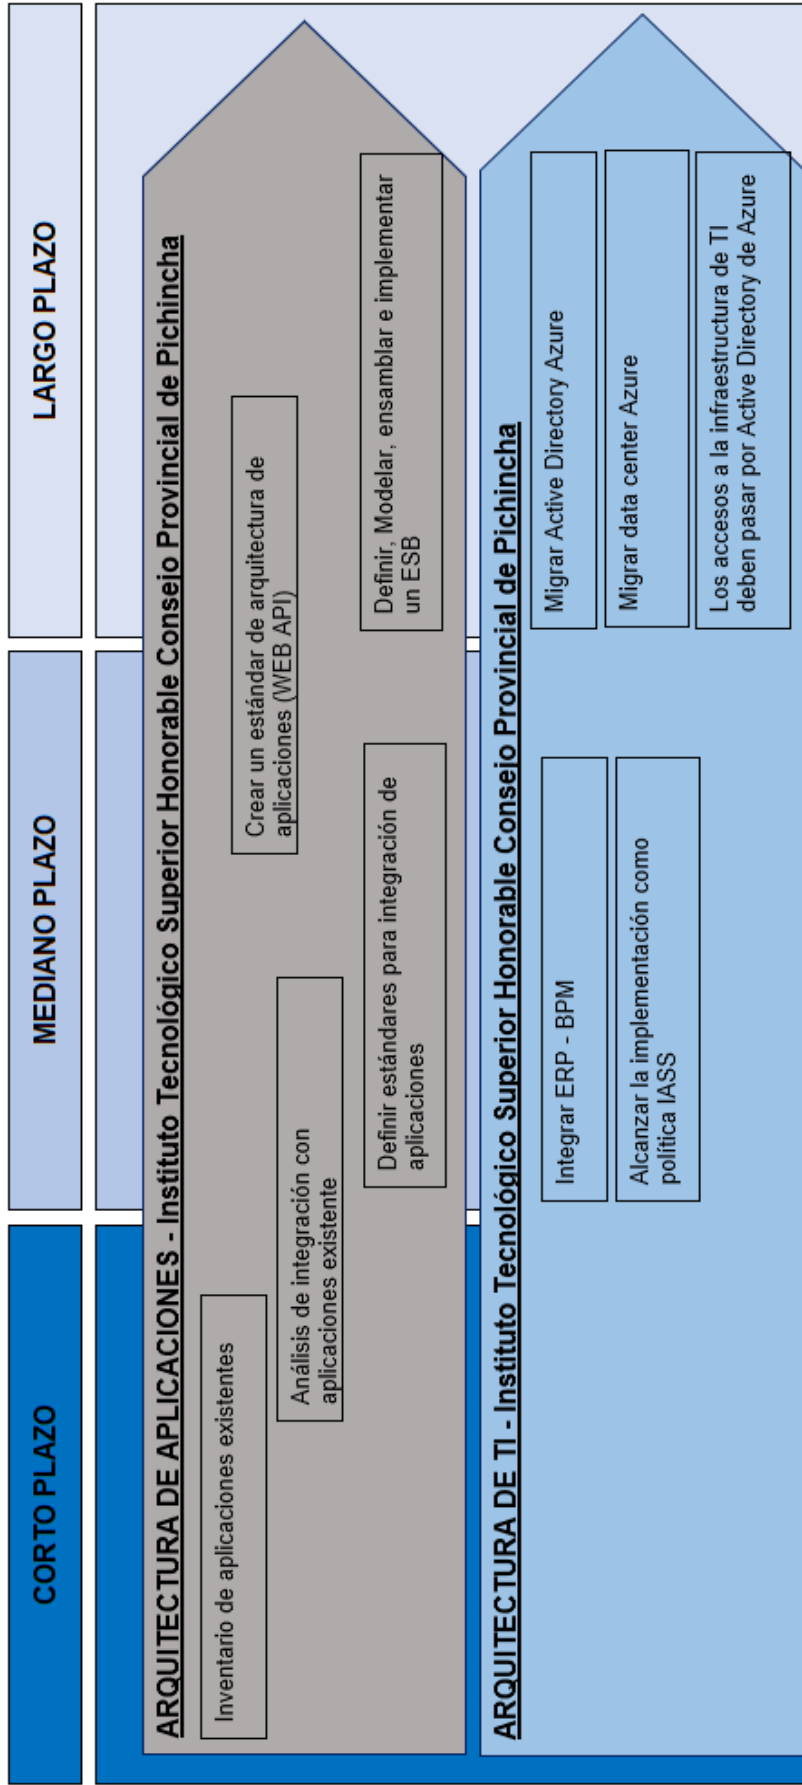 CORTO PLAZO
MEDIANO PLAZO
LARGO PLAZO
ARQUITECTURA DE APLICACIONES - Instituto Tecnológico Superior Honorable Consejo Provincial de Pichincha
Inventario de aplicaciones existentes
Análisis de integración con
aplicaciones existente
Crear un estándar de arquitectura de
aplicaciones (WEB API)
Definir estándares para integración de
aplicaciones
Definir, Modelar, ensamblar e implementar
un ESB
ARQUITECTURA DE TI - Instituto Tecnológico Superior Honorable Consejo Provincial de Pichincha
Integrar ERP - BPM
Alcanzar la implementación como
política IASS
Migrar Active Directory Azure
Migrar data center Azure
Los accesos a la infraestructura de TI
deben pasar por Active Directory de Azure